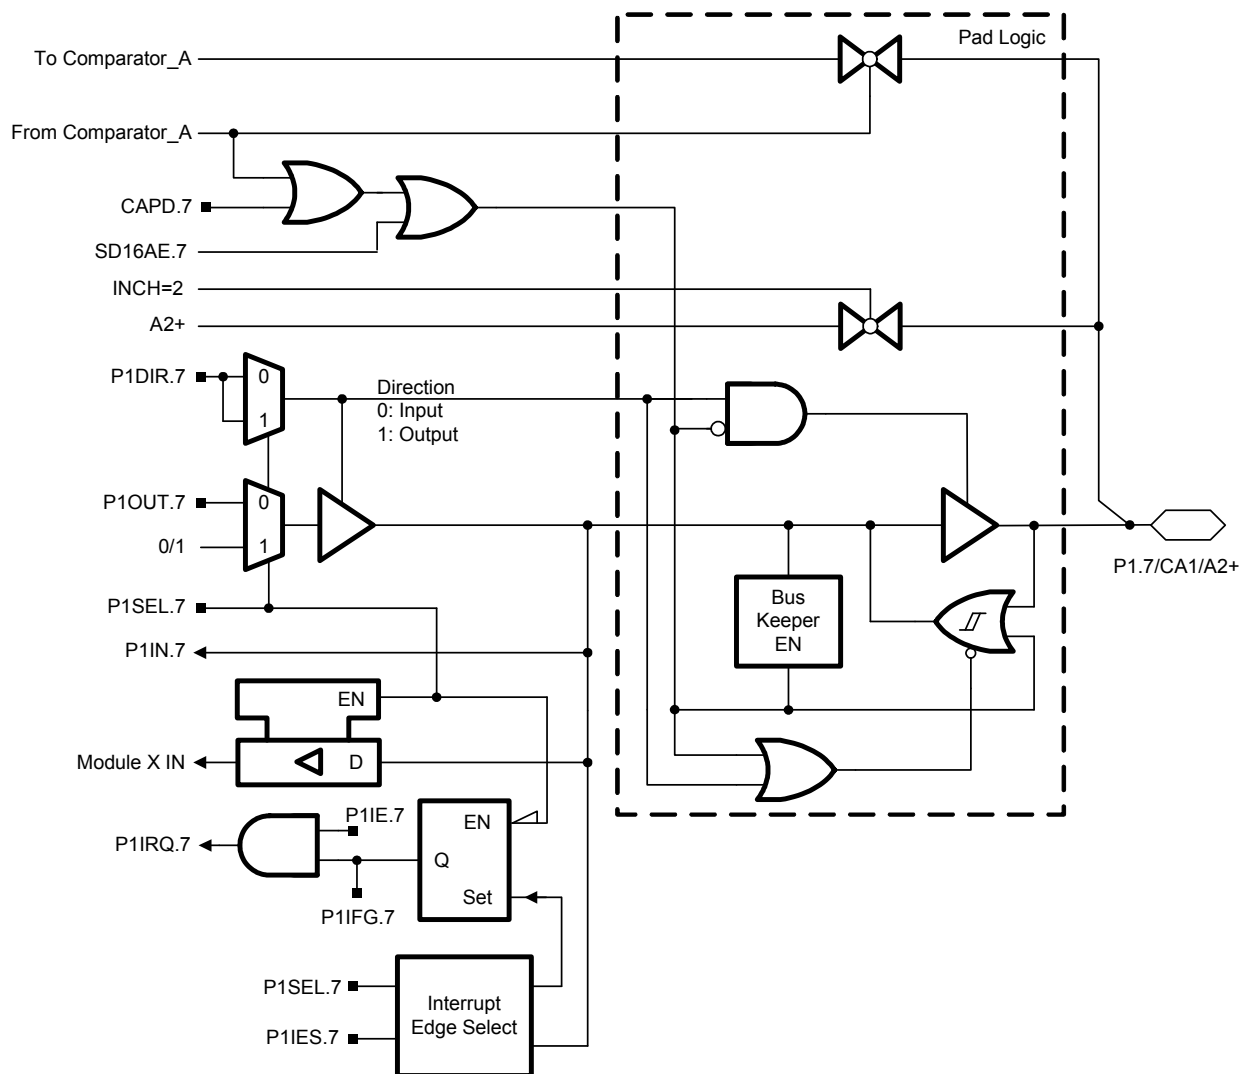 Pad Logic
To Comparator_A
From Comparator_A
CAPD.7
SD16AE.7
INCH=2
A2+
P1DIR.7
0
1
Direction
0: Input
1: Output
P1OUT.7
0
0/1
1
P1SEL.7
P1IN.7
P1.7/CA1/A2+
Bus
Keeper
EN
EN
Module X IN
D
P1IE.7
EN
P1IRQ.7
Q
Set
P1IFG.7
P1SEL.7
Interrupt
Edge Select
P1IES.7